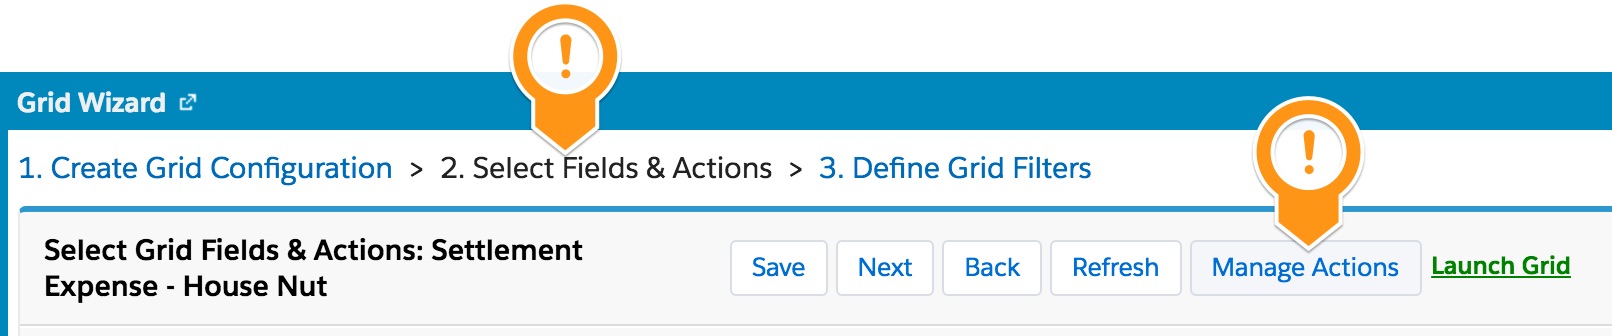 Grid Wizard
1. Create Grid Configuration > 2. Select Fields & Actions > 3. Define Grid Filters
Select Grid Fields & Actions: Settlement
Expense - House Nut
Save Next Back Refresh Manage Actions Launch Grid